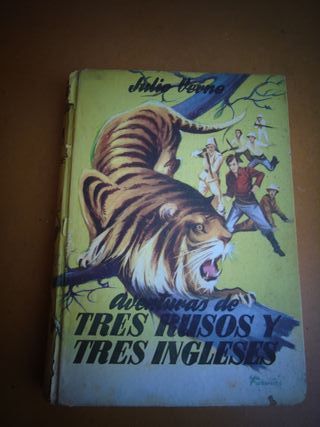 Julio Verne
aventuras de
TRES RUSOS Y
TRES INGLESES